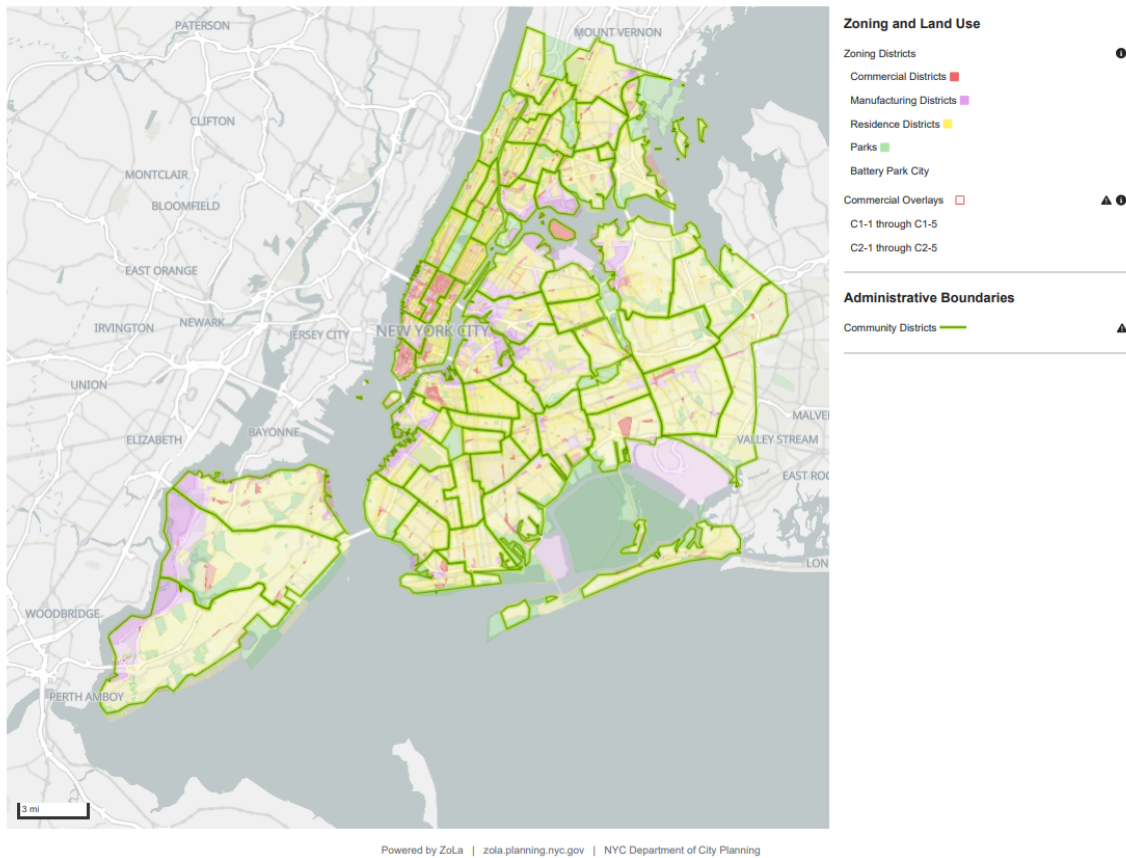 PATERSON
MOUNT VERNON
CLIFTON
MONTCLAIR
BLOOMFIELD
EAST ORANGE
IRVINGTON
NEWARK
JERSEY CITY
NEW YORK CITY
UNION
ELIZABETH
BAYONNE
MALVE
VALLEY STREAM
EAST ROC
LON
WOODBRIDGE
PERTH AMBOY
3 mi
Zoning and Land Use
Zoning Districts
Commercial Districts
Manufacturing Districts
Residence Districts
Parks
Battery Park City
Commercial Overlays
C1-1 through C1-5
C2-1 through C2-5
Administrative Boundaries
Community Districts
Powered by ZoLa | zola.planning.nyc.gov | NYC Department of City Planning